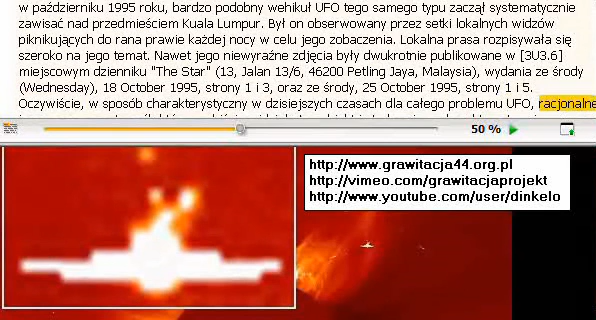 w październiku 1995 roku, bardzo podobny wehikuł UFO tego samego typu zaczął systematycznie
zawisać nad przedmieściem Kuala Lumpur. Był on obserwowany przez setki lokalnych widzów
piknikujących do rana prawie każdej nocy w celu jego zobaczenia. Lokalna prasa rozpisywała się
szeroko na jego temat. Nawet jego niewyraźne zdjęcia były dwukrotnie publikowane w [3U3.6]
miejscowym dzienniku "The Star" (13, Jalan 13/6, 46200 Petling Jaya, Malaysia), wydania ze środy
(Wednesday), 18 October 1995, strony 1 i 3, oraz ze środy, 25 October 1995, strony 1 i 5.
Oczywiście, w sposób charakterystyczny w dzisiejszych czasach dla całego problemu UFO, racjonalne
50 %
http://www.grawitacja44.org.pl
http://vimeo.com/grawitacjaprojekt
http://www.youtube.com/user/dinkelo